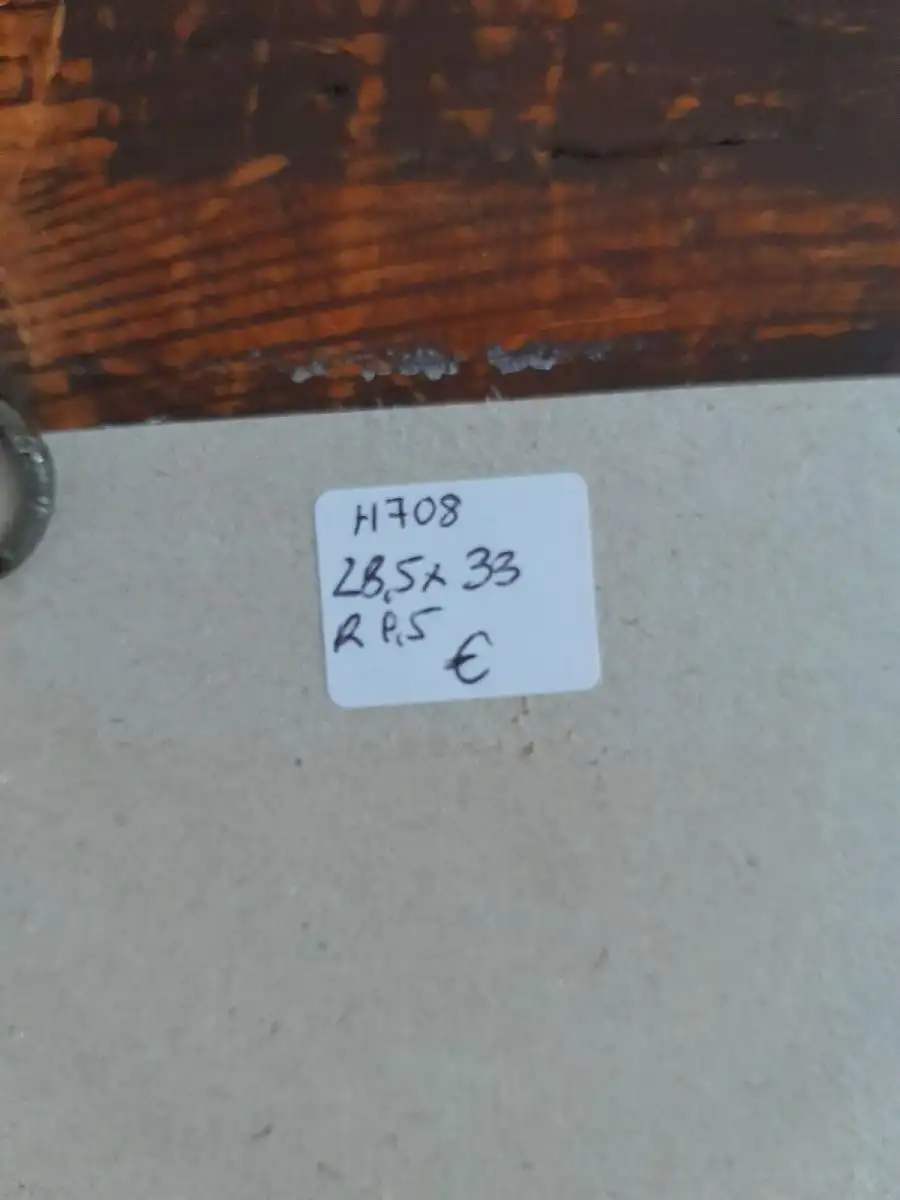 H708
28,5x 33
R P,5
€